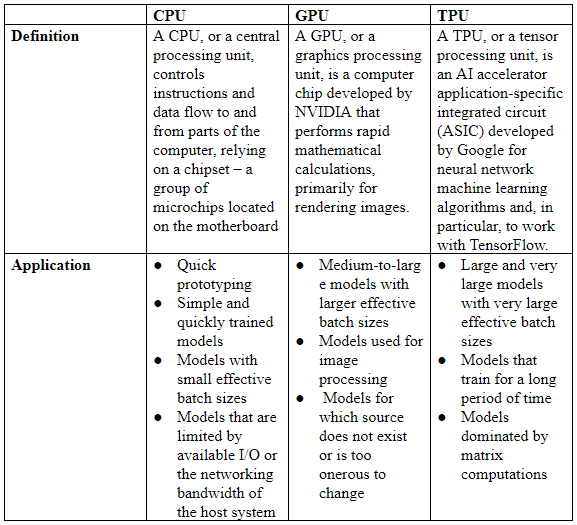 CPU GPU TPU
Definition
A CPU, or a central
processing unit,
controls
instructions and
data flow to and
from parts of the
computer, relying
on a chipset – a
group of
microchips located
on the motherboard
A GPU, or a
graphics processing
unit, is a computer
chip developed by
NVIDIA that
performs rapid
mathematical
calculations,
primarily for
rendering images.
A TPU, or a tensor
processing unit, is
an AI accelerator
application-specific
integrated circuit
(ASIC) developed
by Google for
neural network
machine learning
algorithms and, in
particular, to work
with TensorFlow.
Application
● Quick
prototyping
● Simple and
quickly trained
models
● Models with
small effective
batch sizes
● Models that are
limited by
available I/O or
the networking
bandwidth of
the host system
● Medium-to-larg
e models with
larger effective
batch sizes
● Models used for
image
processing
● Models for
which source
does not exist
or is too
onerous to
change
● Large and very
large models
with very large
effective batch
sizes
● Models that
train for a long
period of time
● Models
dominated by
matrix
computations